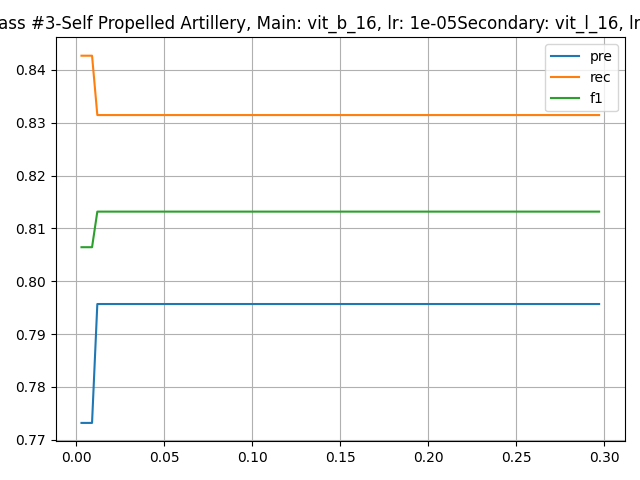 ass #3-Self Propelled Artillery, Main: vit_b_16, lr: 1e-05Secondary: vit_l_16, lr
pre
rec
f1
0.84
0.83
0.82
0.81
0.80
0.79
0.78
0.77
0.00 0.05 0.10 0.15 0.20 0.25 0.30